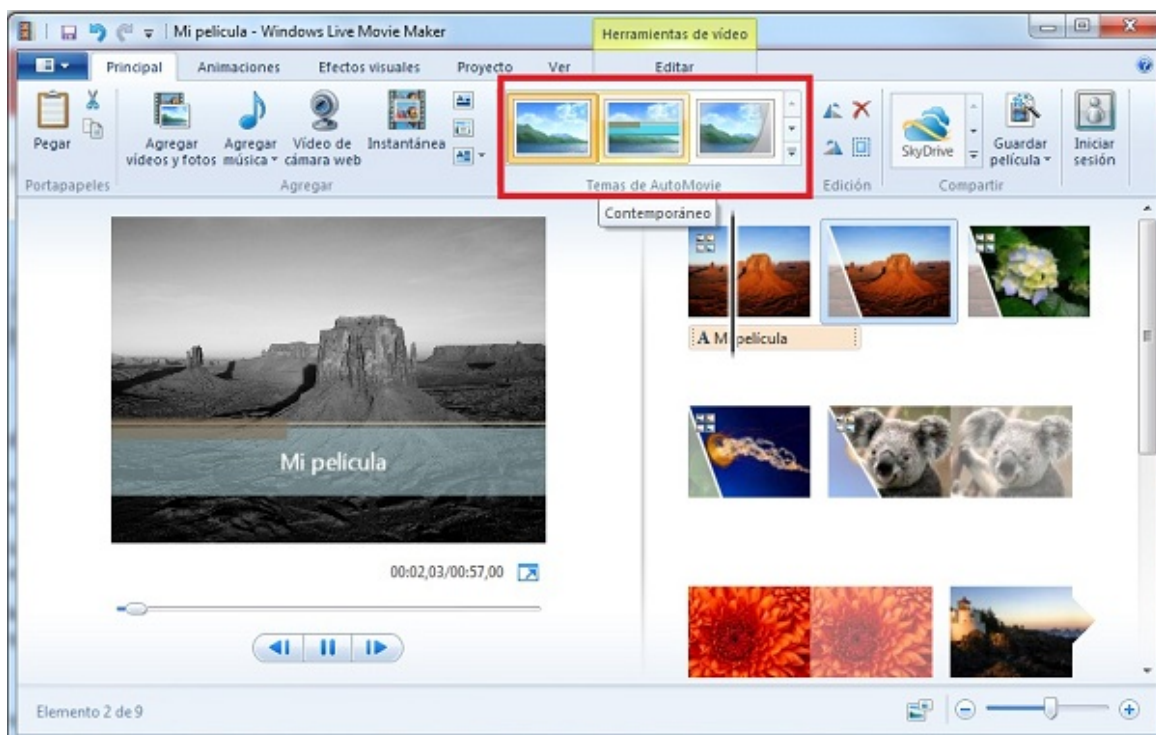 Mi película - Windows Live Movie Maker
Herramientas de vídeo
Principal
Animaciones
Efectos visuales
Proyecto
Ver
Editar
Pegar
Agregar
vídeos y fotos
Agregar
música
Vídeo de
cámara web
Instantánea
SkyDrive
Guardar
película
Iniciar
sesión
Portapapeles
Agregar
Temas de AutoMovie
Edición
Compartir
Contemporáneo
A Mi película
Mi película
00:02,03/00:57,00
Elemento 2 de 9